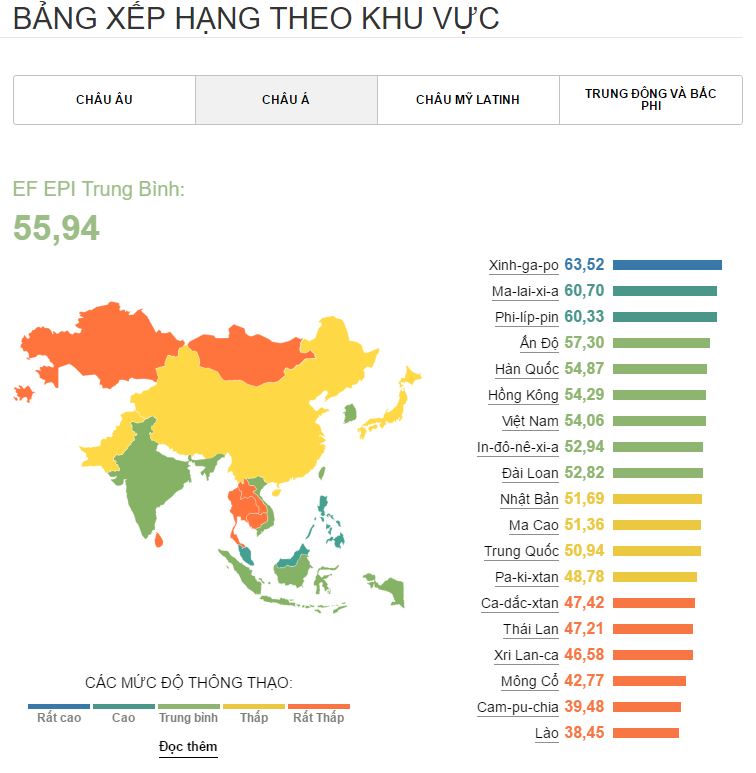 BẢNG XẾP HẠNG THEO KHU VỰC
CHÂU ÂU
CHÂU Á
CHÂU MỸ LATINH
TRUNG ĐÔNG VÀ BẮC
PHI
EF EPI Trung Bình:
55,94
Xinh-ga-po 63,52
Ma-lai-xi-a 60,70
Phi-líp-pin 60,33
Ấn Độ 57,30
Hàn Quốc 54,87
Hồng Kông 54,29
Việt Nam 54,06
In-đô-nê-xi-a 52,94
Đài Loan 52,82
Nhật Bản 51,69
Ma Cao 51,36
Trung Quốc 50,94
Pa-ki-xtan 48,78
Ca-dắc-xtan 47,42
Thái Lan 47,21
Xri Lan-ca 46,58
Mông Cổ 42,77
Cam-pu-chia 39,48
Lào 38,45
CÁC MỨC ĐỘ THÔNG THẠO:
Rất cao
Cao
Trung bình
Thấp
Rất Thấp
Đọc thêm